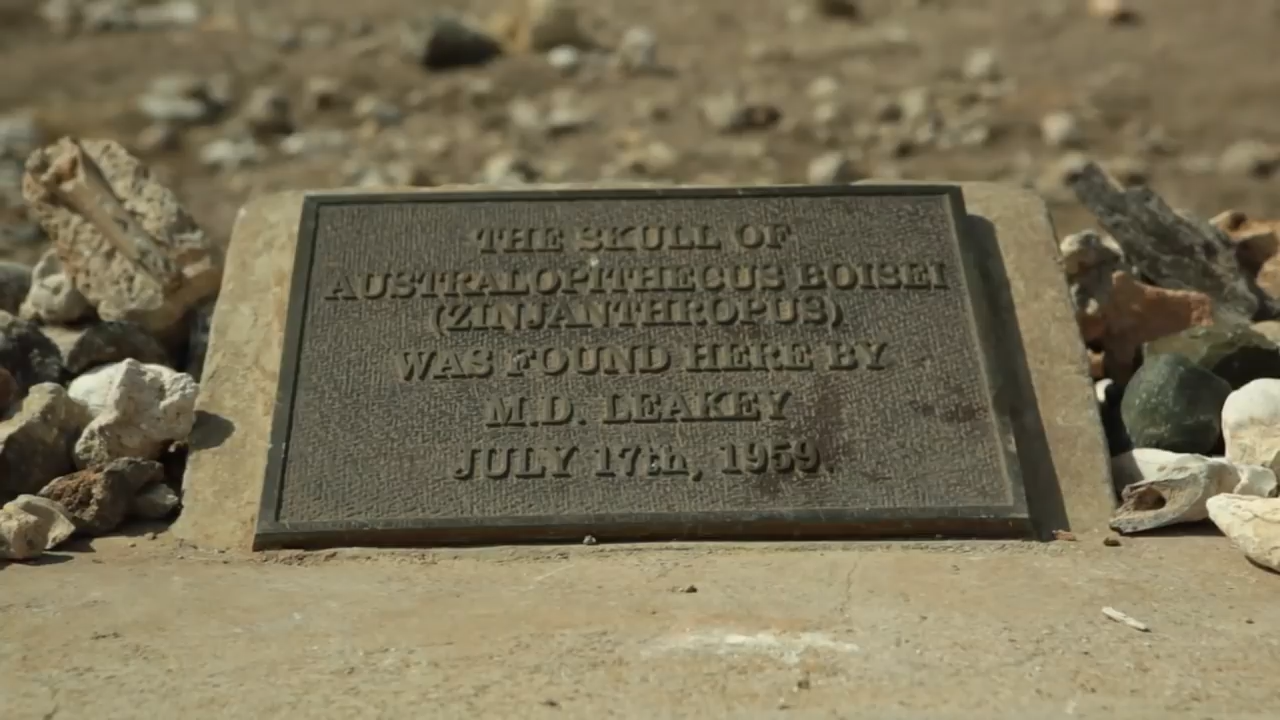 THE SKULL OF
AUSTRALOPITHECUS BOISEI
(ZINJANTHROPUS)
WAS FOUND HERE BY
M.D. LEAKEY
JULY 17th, 1959.